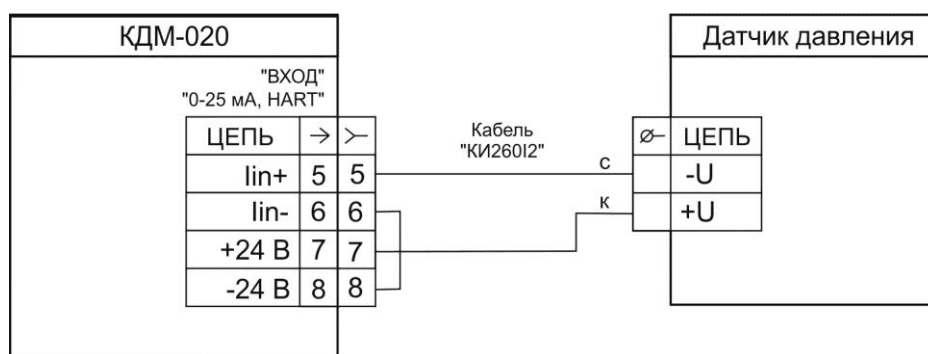 КДМ-020
Датчик давления
"ВХОД"
"0-25 мА, HART"
ЦЕПЬ
Кабель
"КИ260I2"
ЦЕПЬ
Iin+ 5 5
с
-U
Iin- 6 6
к
+U
+24 В 7 7
-24 В 8 8